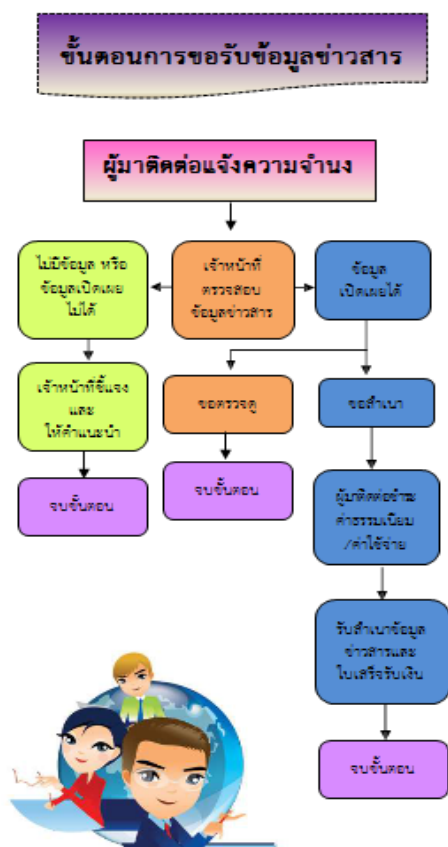 ขั้นตอนการขอรับข้อมูลข่าวสาร
ผู้มาติดต่อแจ้งความจำนง
ไม่มีข้อมูล หรือ
ข้อมูลเปิดเผย
ไม่ได้
เจ้าหน้าที่
ตรวจสอบ
ข้อมูลข่าวสาร
ข้อมูล
เปิดเผยได้
เจ้าหน้าที่ชี้แจง
และ
ให้คำแนะนำ
ขอตรวจดู
ขอสำเนา
จบขั้นตอน
จบขั้นตอน
ผู้มาติดต่อชำระ
ค่าธรรมเนียม
/ค่าใช้จ่าย
รับสำเนาข้อมูล
ข่าวสารและ
ใบเสร็จรับเงิน
จบขั้นตอน